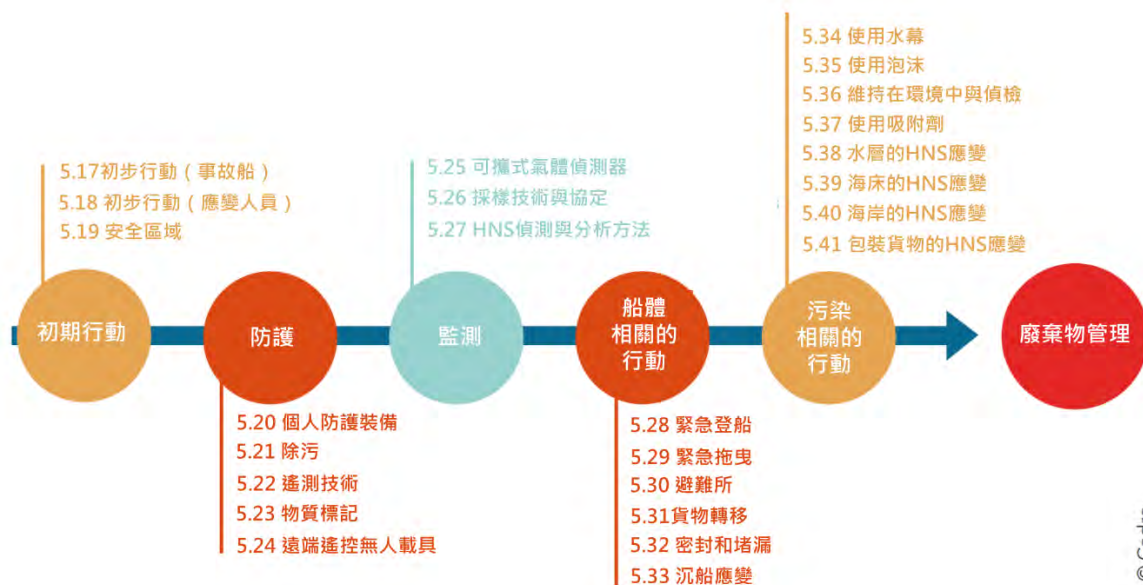 5.17初步行動（事故船）
5.18 初步行動（應變人員）
5.19 安全區域
初期行動
防護
5.20 個人防護裝備
5.21 除污
5.22 遙測技術
5.23 物質標記
5.24 遠端遙控無人載具
5.25 可攜式氣體偵測器
5.26 採樣技術與協定
5.27 HNS偵測與分析方法
監測
船體
相關的
行動
5.28 緊急登船
5.29 緊急拖曳
5.30 避難所
5.31貨物轉移
5.32 密封和堵漏
5.33 沉船應變
5.34 使用水幕
5.35 使用泡沫
5.36 維持在環境中與偵檢
5.37 使用吸附劑
5.38 水層的HNS應變
5.39 海床的HNS應變
5.40 海岸的HNS應變
5.41 包裝貨物的HNS應變
污染
相關的
行動
廢棄物管理